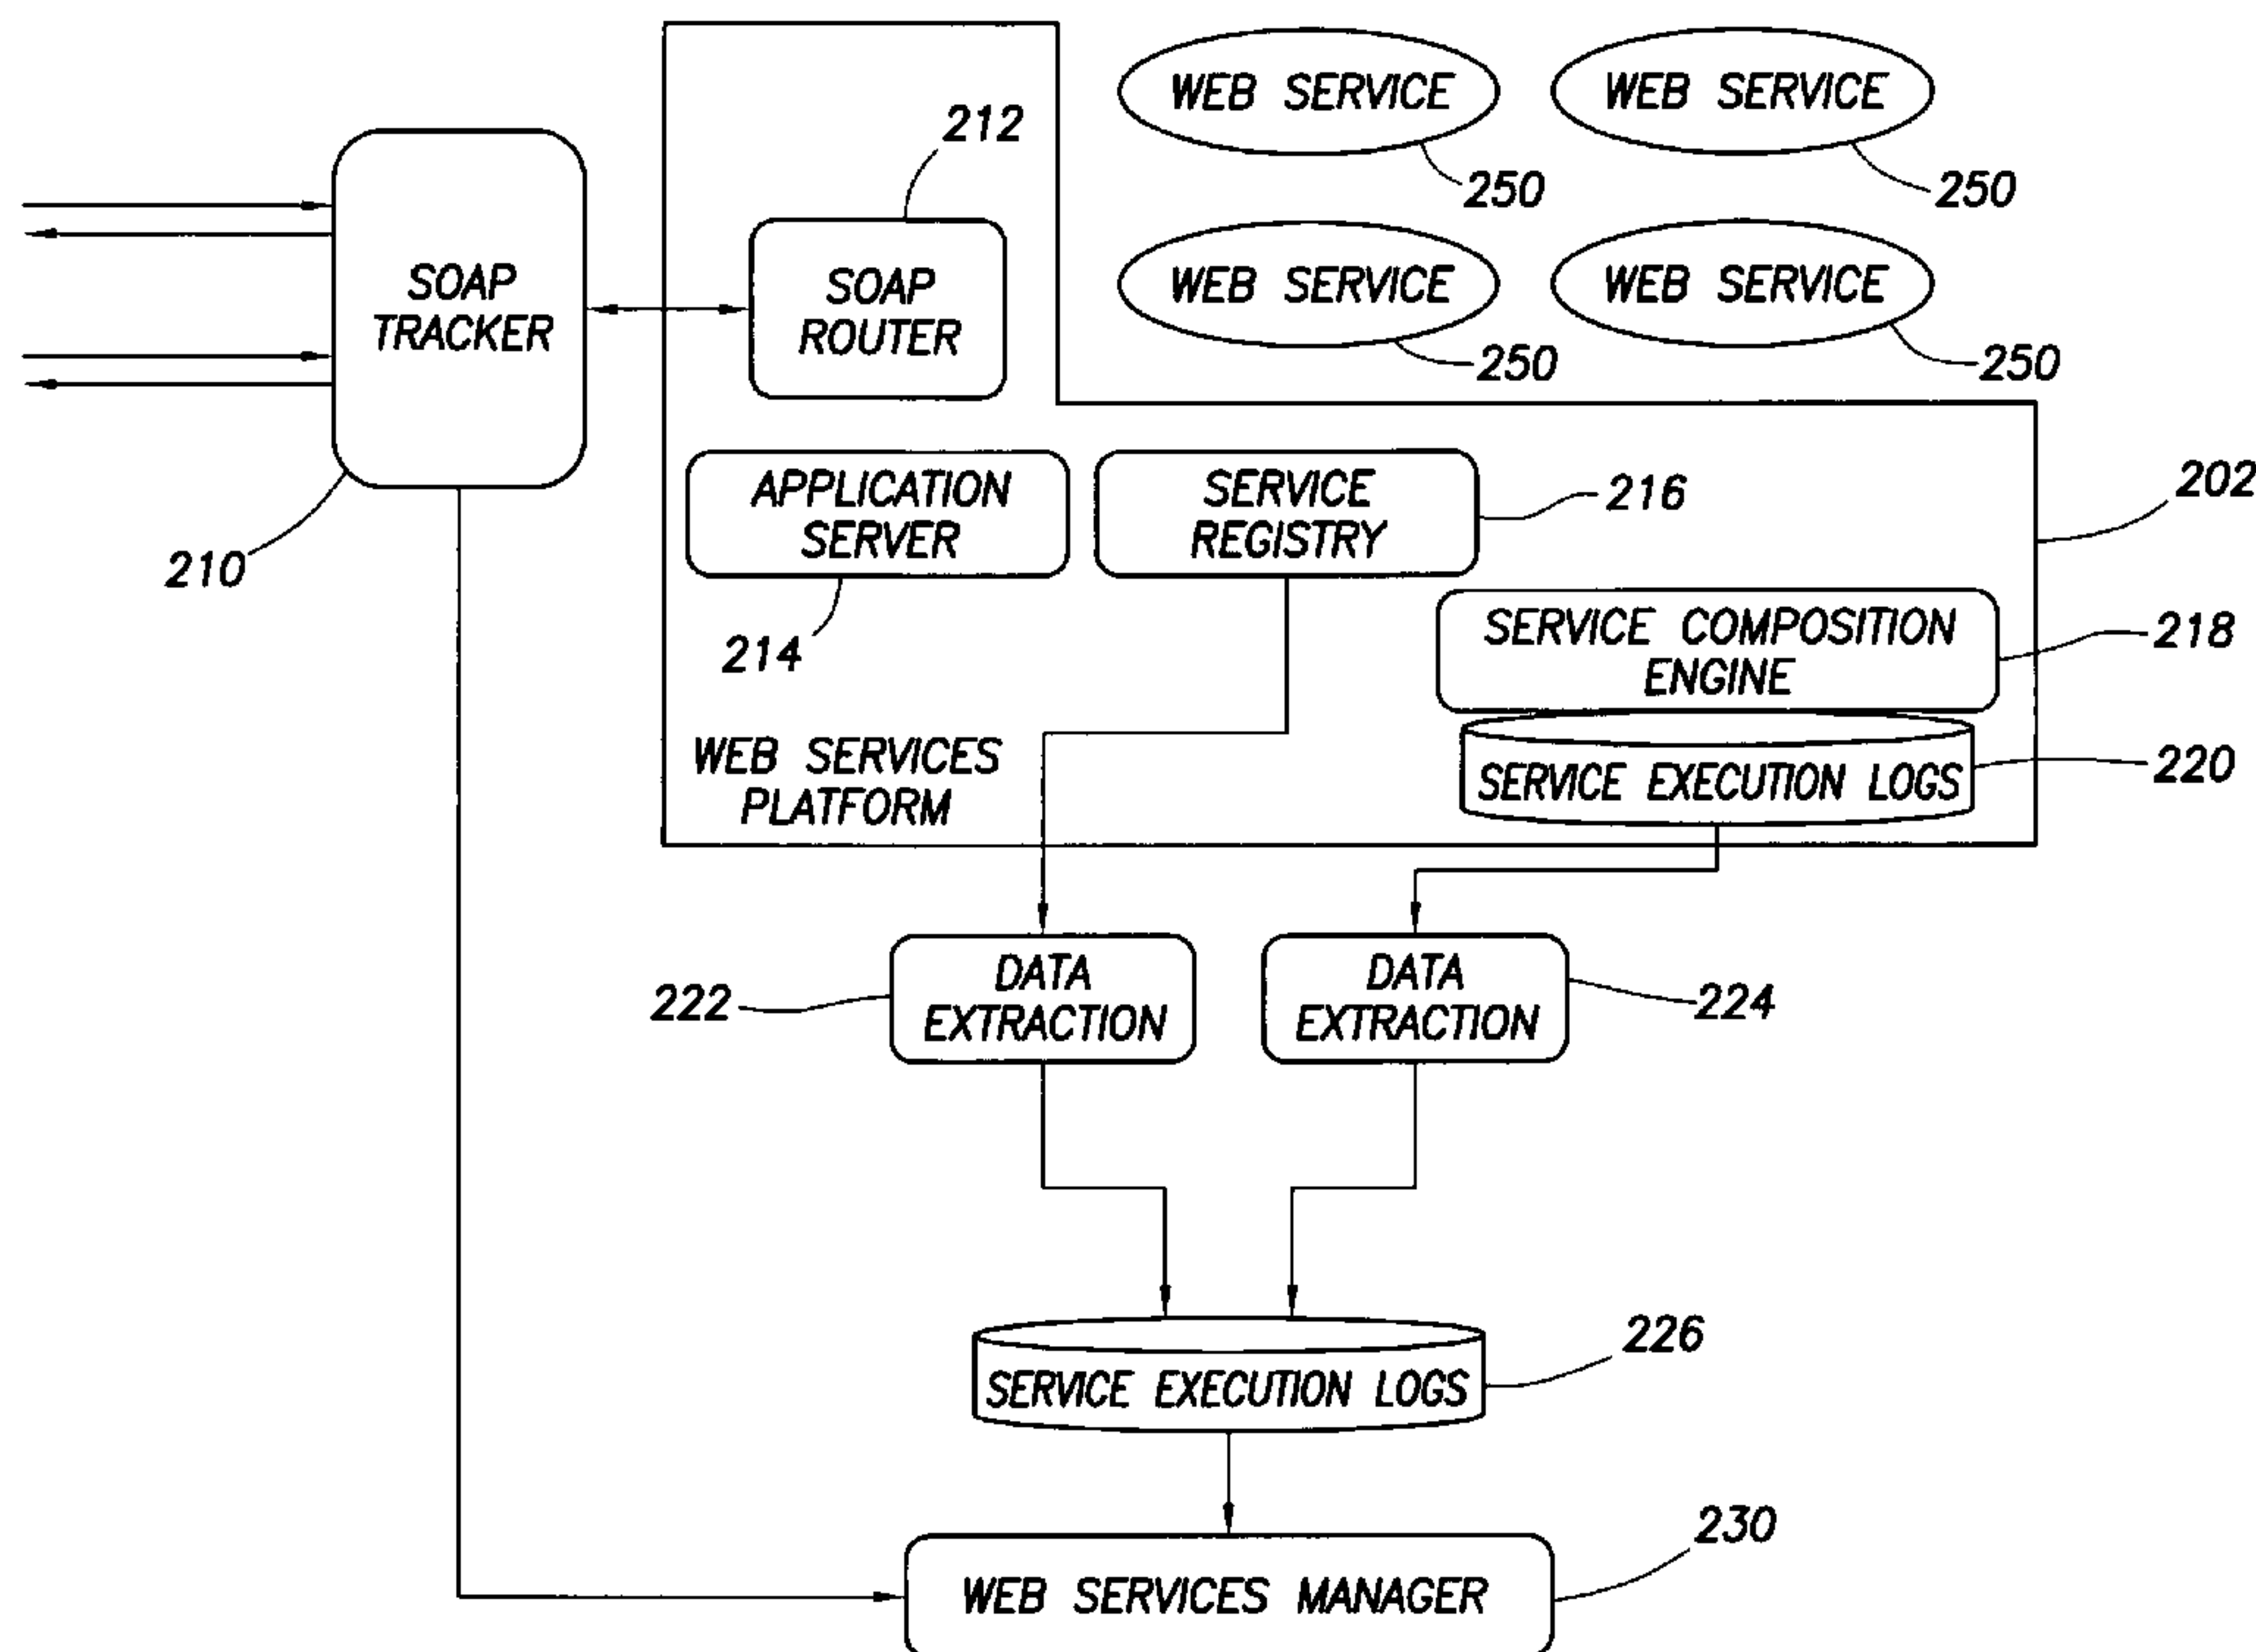 WEB SERVICE
WEB SERVICE
212
250
250
SOAP
TRACKER
SOAP
ROUTER
WEB SERVICE
WEB SERVICE
250
250
APPLICATION
SERVER
SERVICE
REGISTRY
216
202
210
214
SERVICE COMPOSITION
ENGINE
218
WEB SERVICES
PLATFORM
SERVICE EXECUTION LOGS
220
DATA
EXTRACTION
DATA
EXTRACTION
222
224
226
SERVICE EXECUTION LOGS
230
WEB SERVICES MANAGER